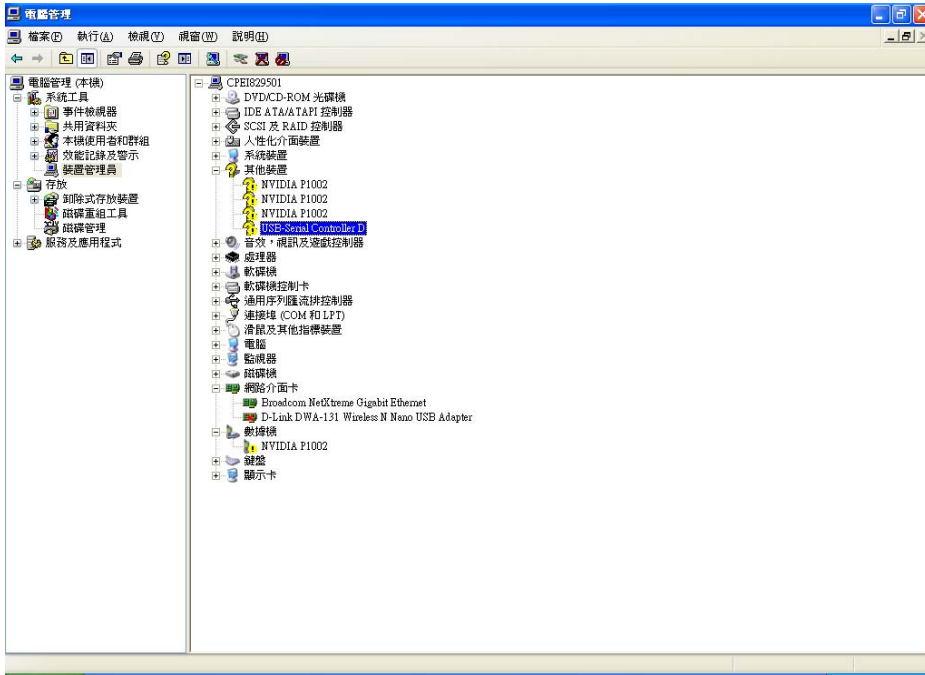 電腦管理
檔案(F) 執行(A) 檢視(V) 視窗(W) 說明(H)
電腦管理 (本機)
系統工具
事件檢視器
共用資料夾
本機使用者和群組
效能記錄及警示
裝置管理員
存放
卸除式存放裝置
磁碟重組工具
磁碟管理
服務及應用程式
CPEI829501
DVD/CD-ROM 光碟機
IDE ATA/ATAPI 控制器
SCSI 及 RAID 控制器
人性化介面裝置
系統裝置
其他裝置
NVIDIA P1002
NVIDIA P1002
NVIDIA P1002
USB-Serial Controller D
音效，視訊及遊戲控制器
處理器
軟碟機
軟碟機控制卡
通用序列匯流排控制器
連接埠 (COM 和 LPT)
滑鼠及其他指標裝置
電腦
監視器
磁碟機
網路介面卡
Broadcom NetXtreme Gigabit Ethernet
D-Link DWA-131 Wireless N Nano USB Adapter
數據機
NVIDIA P1002
鍵盤
顯示卡